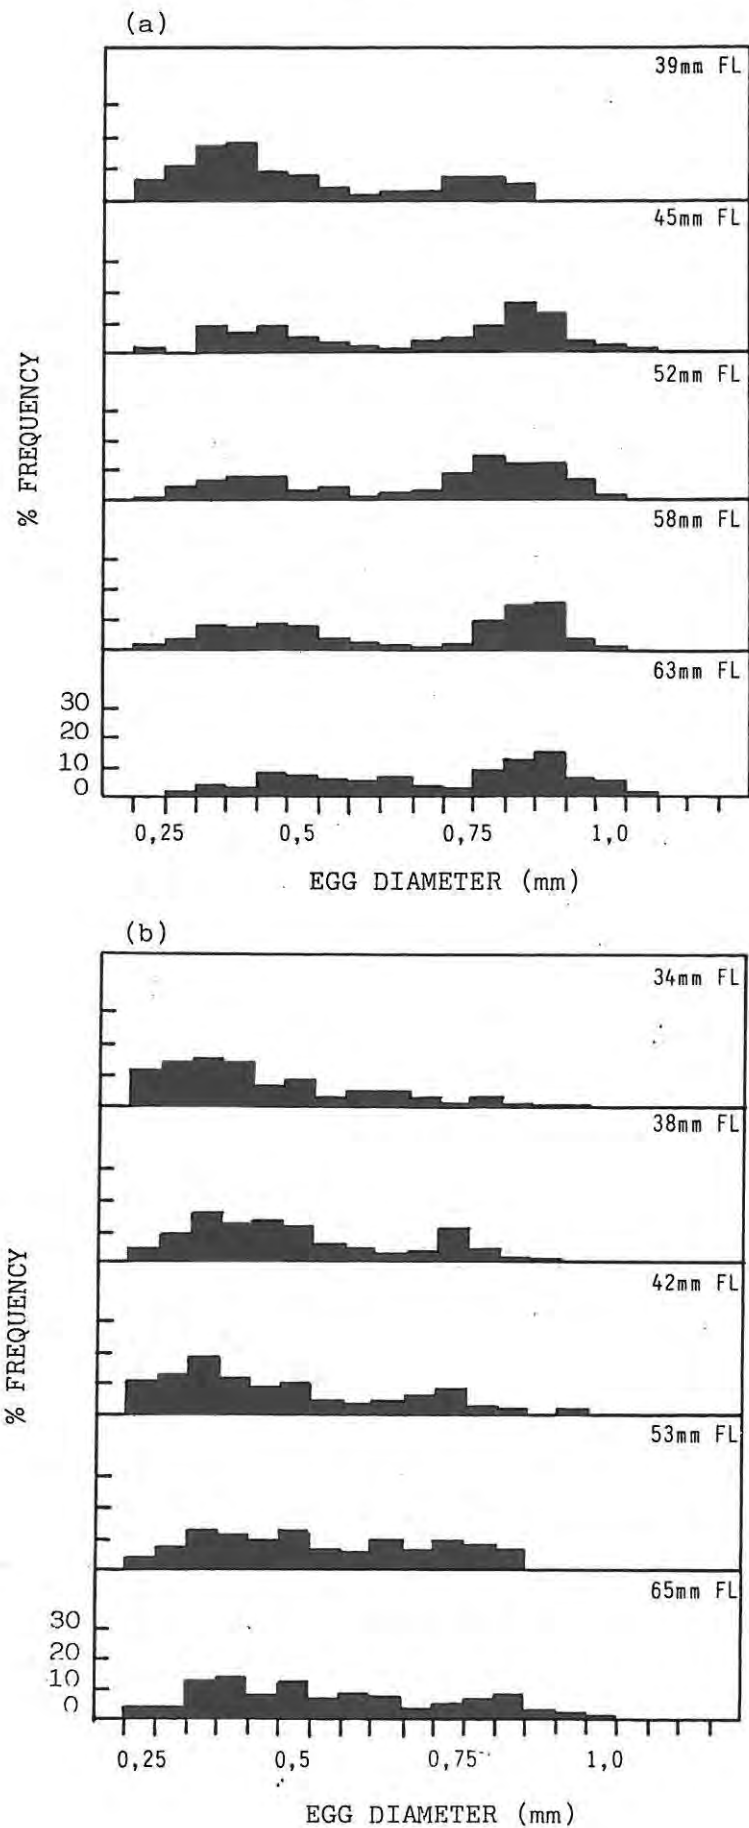 (a)
39mm FL
45mm FL
52mm FL
58mm FL
63mm FL
% FREQUENCY
30
20
10
0
0,25 0,5 0,75 1,0
EGG DIAMETER (mm)
(b)
34mm FL
38mm FL
42mm FL
53mm FL
65mm FL
% FREQUENCY
30
20
10
0
0,25 0,5 0,75 1,0
EGG DIAMETER (mm)